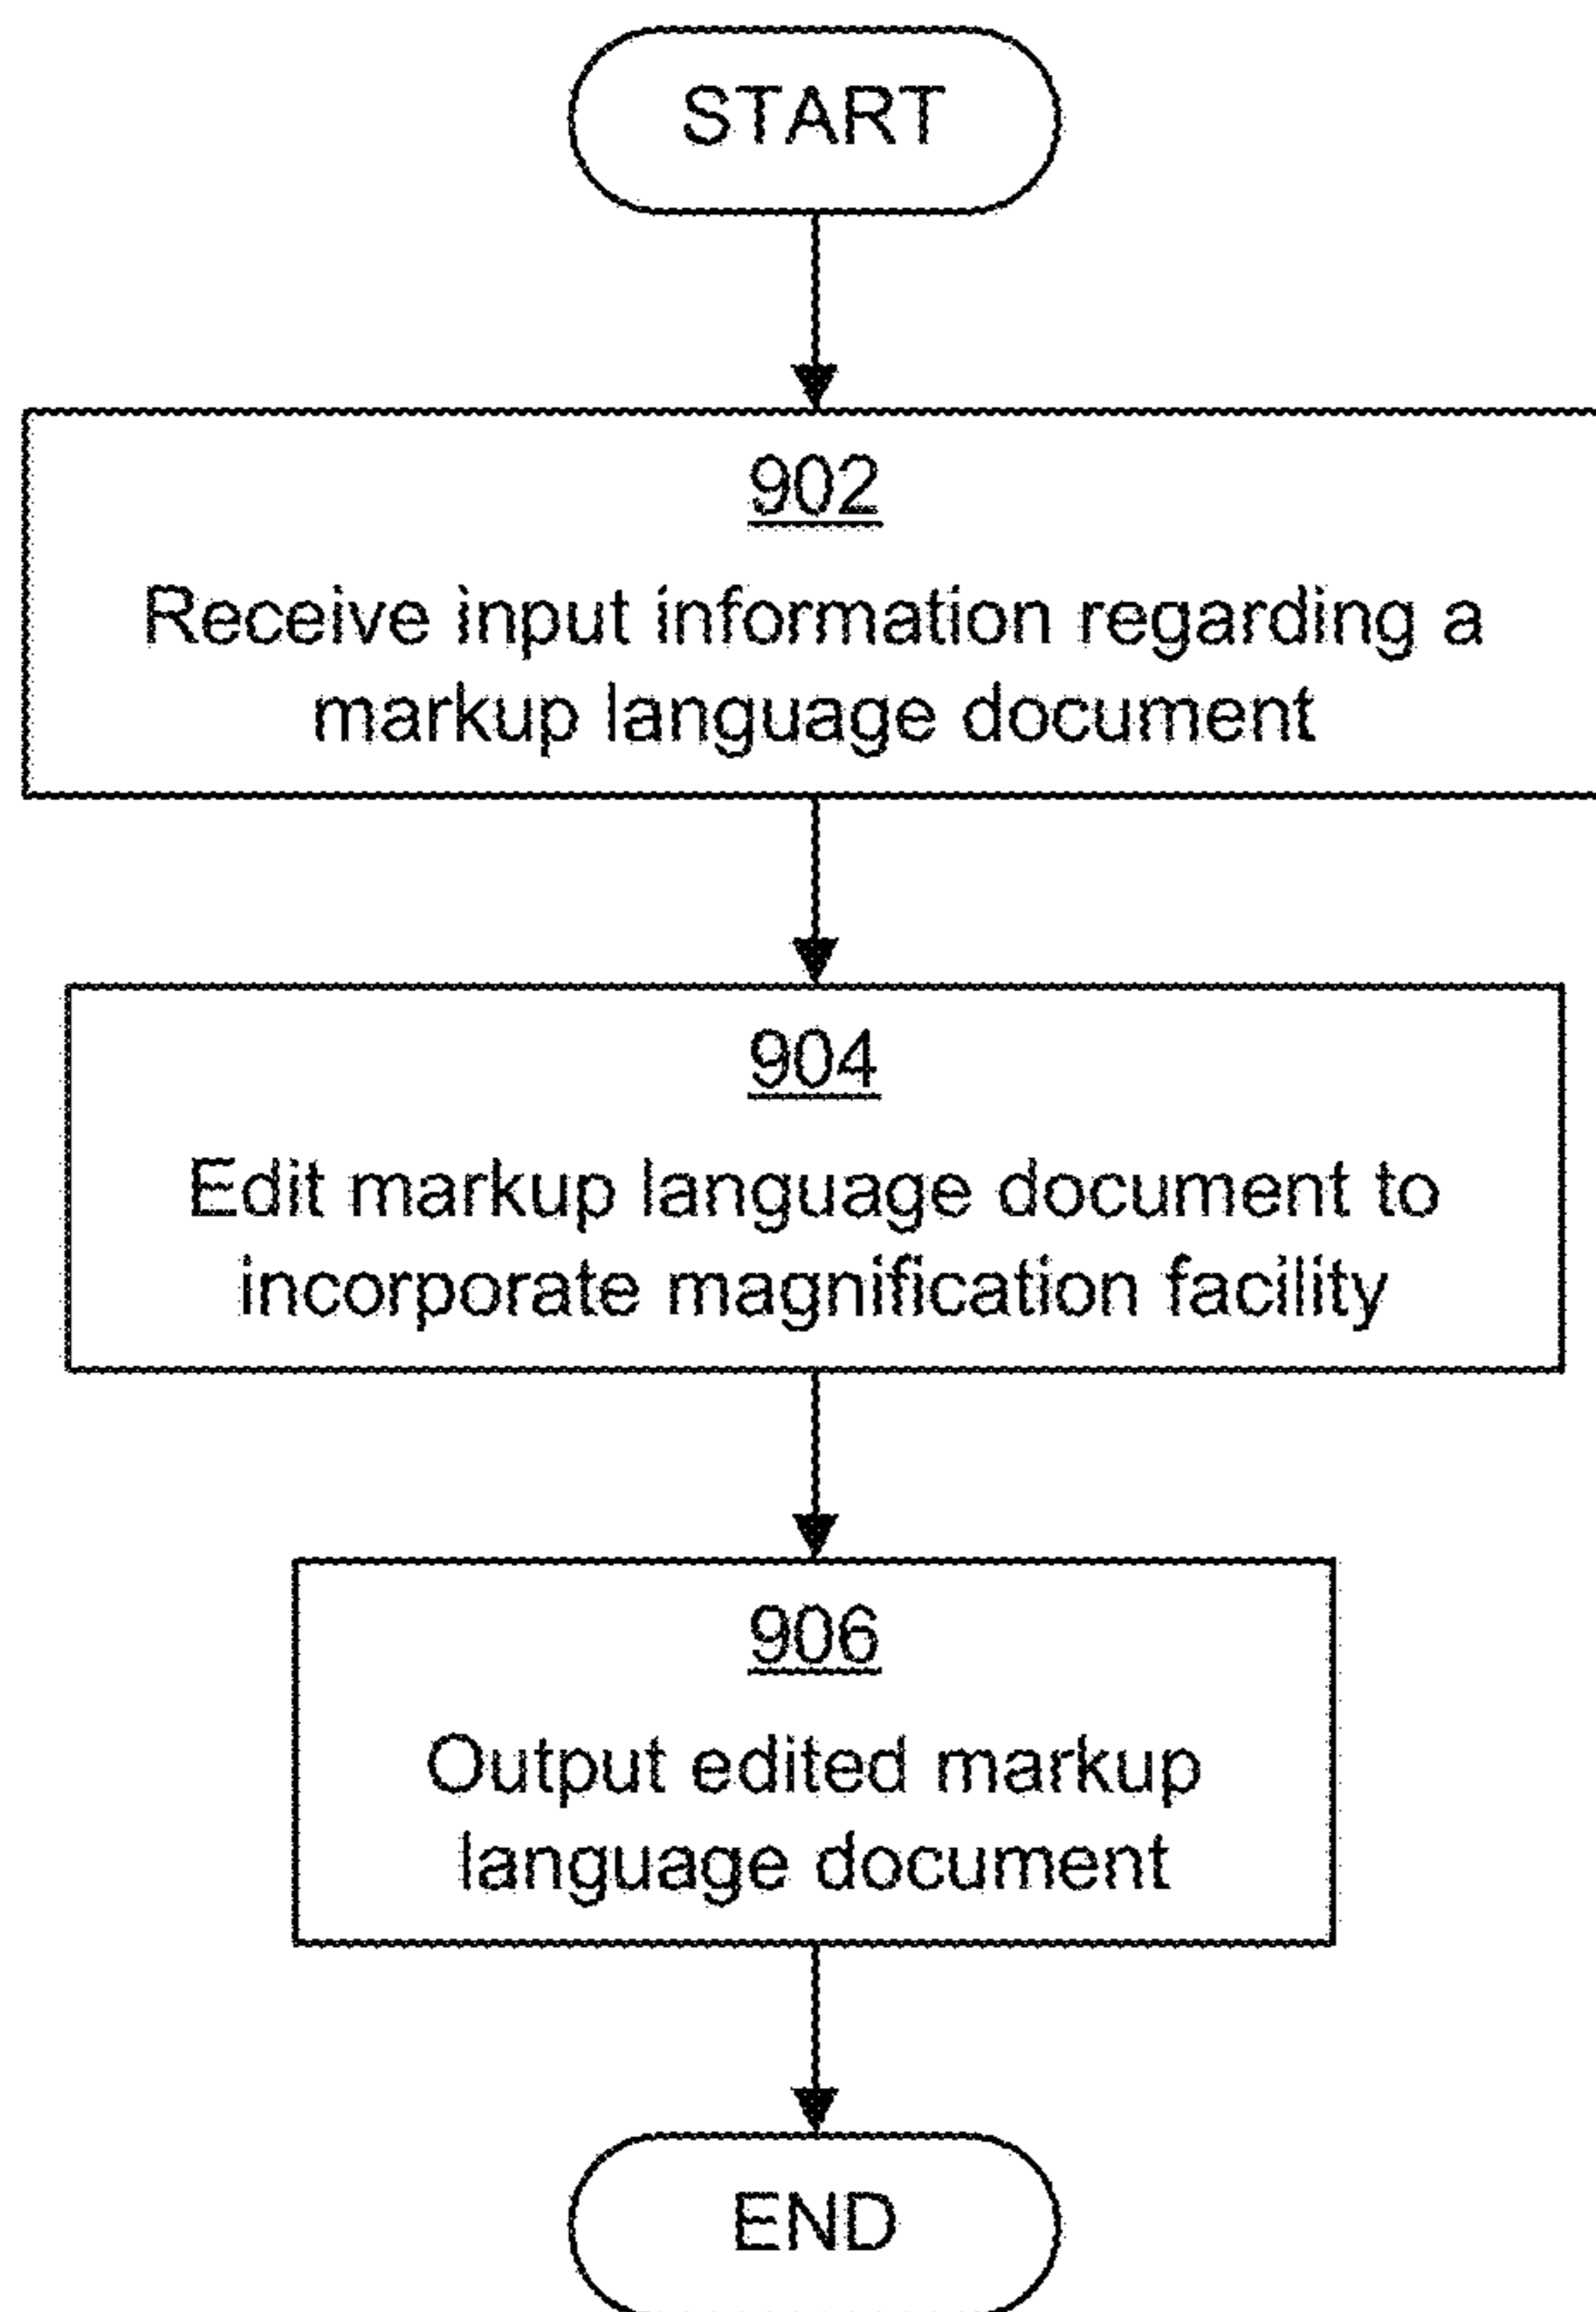 START
902
Receive input information regarding a
markup language document
904
Edit markup language document to
incorporate magnification facility
906
Output edited markup
language document
END